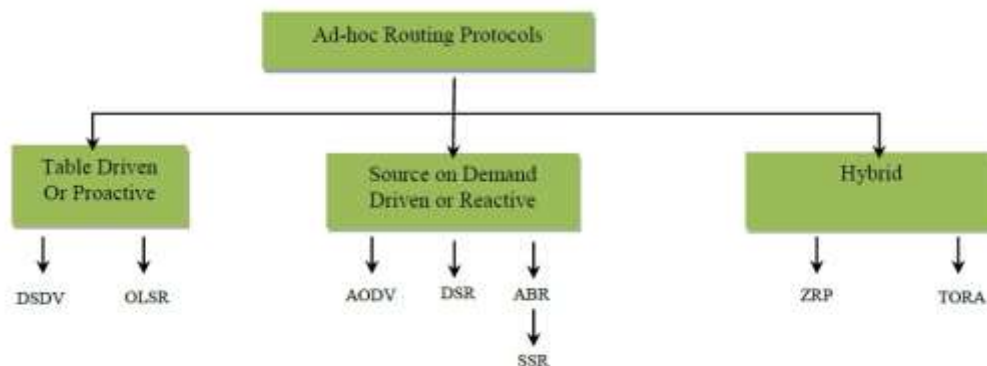 Ad-hoc Routing Protocols
Table Driven
Or Proactive
Source on Demand
Driven or Reactive
Hybrid
DSDV
OLSR
AODV
DSR
ABR
ZRP
TORA
SSR